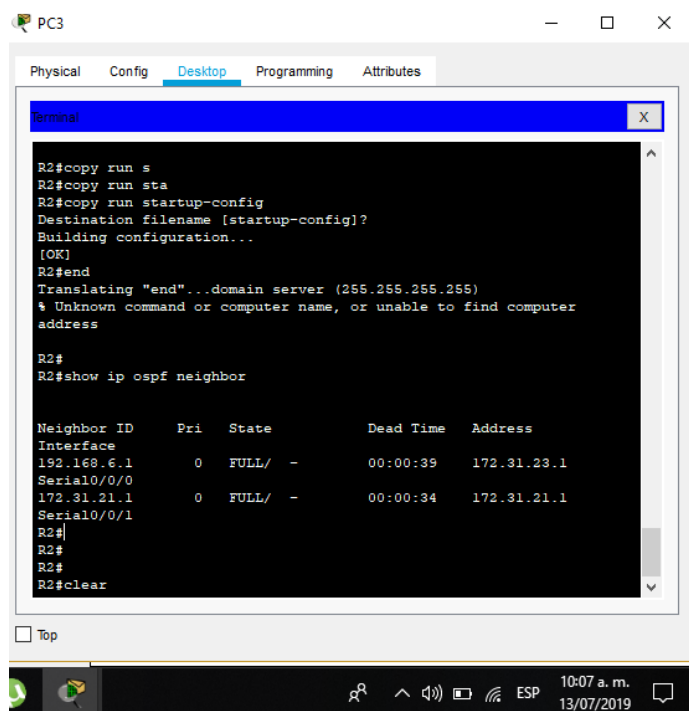 PC3
Physical Config Desktop Programming Attributes
Terminal X
R2#copy run s
R2#copy run sta
R2#copy run startup-config
Destination filename [startup-config]?
Building configuration...
[OK]
R2#end
Translating "end"...domain server (255.255.255.255)
% Unknown command or computer name, or unable to find computer
address
R2#
R2#show ip ospf neighbor
Neighbor ID Pri State Dead Time Address
Interface
192.168.6.1 0 FULL/ - 00:00:39 172.31.23.1
Serial0/0/0
172.31.21.1 0 FULL/ - 00:00:34 172.31.21.1
Serial0/0/1
R2#
R2#
R2#
R2#clear
Top
ESP
10:07 a. m.
13/07/2019